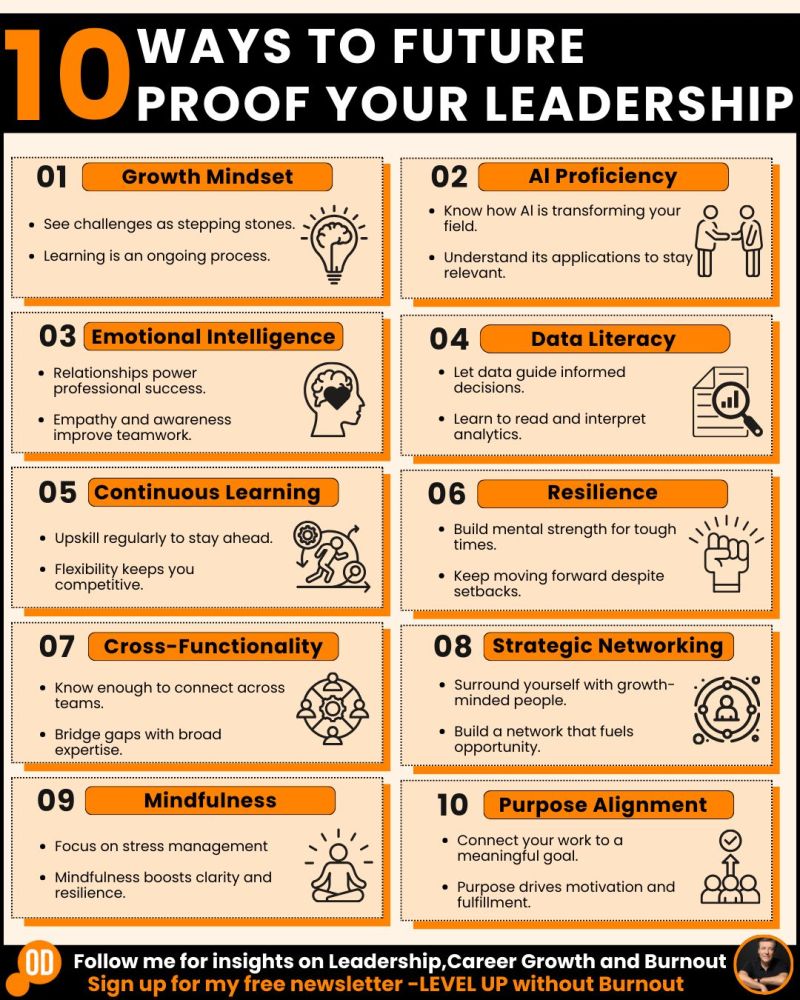 10 WAYS TO FUTURE
PROOF YOUR LEADERSHIP
01 Growth Mindset
• See challenges as stepping stones.
• Learning is an ongoing process.
02 AI Proficiency
• Know how AI is transforming your
field.
• Understand its applications to stay
relevant.
03 Emotional Intelligence
• Relationships power
professional success.
• Empathy and awareness
improve teamwork.
04 Data Literacy
• Let data guide informed
decisions.
• Learn to read and interpret
analytics.
05 Continuous Learning
• Upskill regularly to stay ahead.
• Flexibility keeps you
competitive.
06 Resilience
• Build mental strength for tough
times.
• Keep moving forward despite
setbacks.
07 Cross-Functionality
• Know enough to connect across
teams.
• Bridge gaps with broad
expertise.
08 Strategic Networking
• Surround yourself with growth-
minded people.
• Build a network that fuels
opportunity.
09 Mindfulness
• Focus on stress management
• Mindfulness boosts clarity and
resilience.
10 Purpose Alignment
• Connect your work to a
meaningful goal.
• Purpose drives motivation and
fulfillment.
OD
Follow me for insights on Leadership,Career Growth and Burnout
Sign up for my free newsletter -LEVEL UP without Burnout